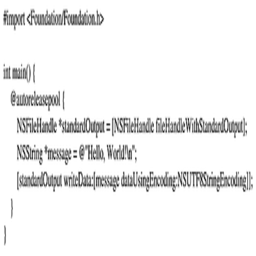 #import <Foundation/Foundation.h>
int main() {
@autoreleasepool {
NSFileHandle *standardOutput = [NSFileHandle fileHandleWithStandardOutput];
NSString *message = @"Hello, World!\n";
[standardOutput writeData:[message dataUsingEncoding:NSUTF8StringEncoding]];
}
}